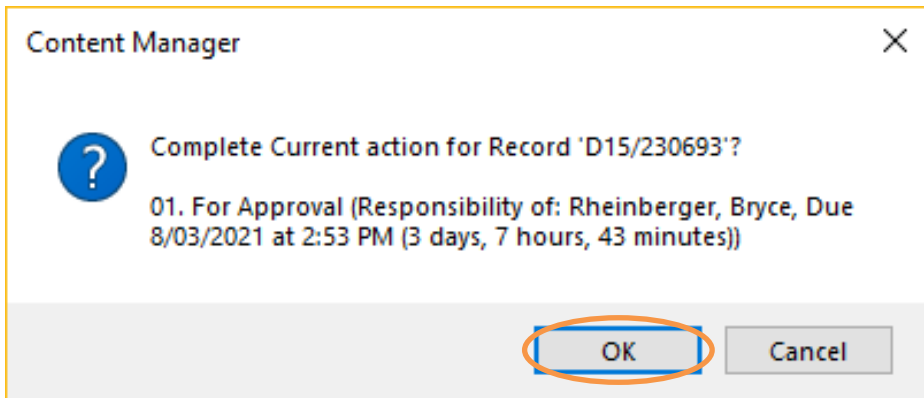 Content Manager
?
Complete Current action for Record 'D15/230693'?
01. For Approval (Responsibility of: Rheinberger, Bryce, Due
8/03/2021 at 2:53 PM (3 days, 7 hours, 43 minutes))
OK
Cancel